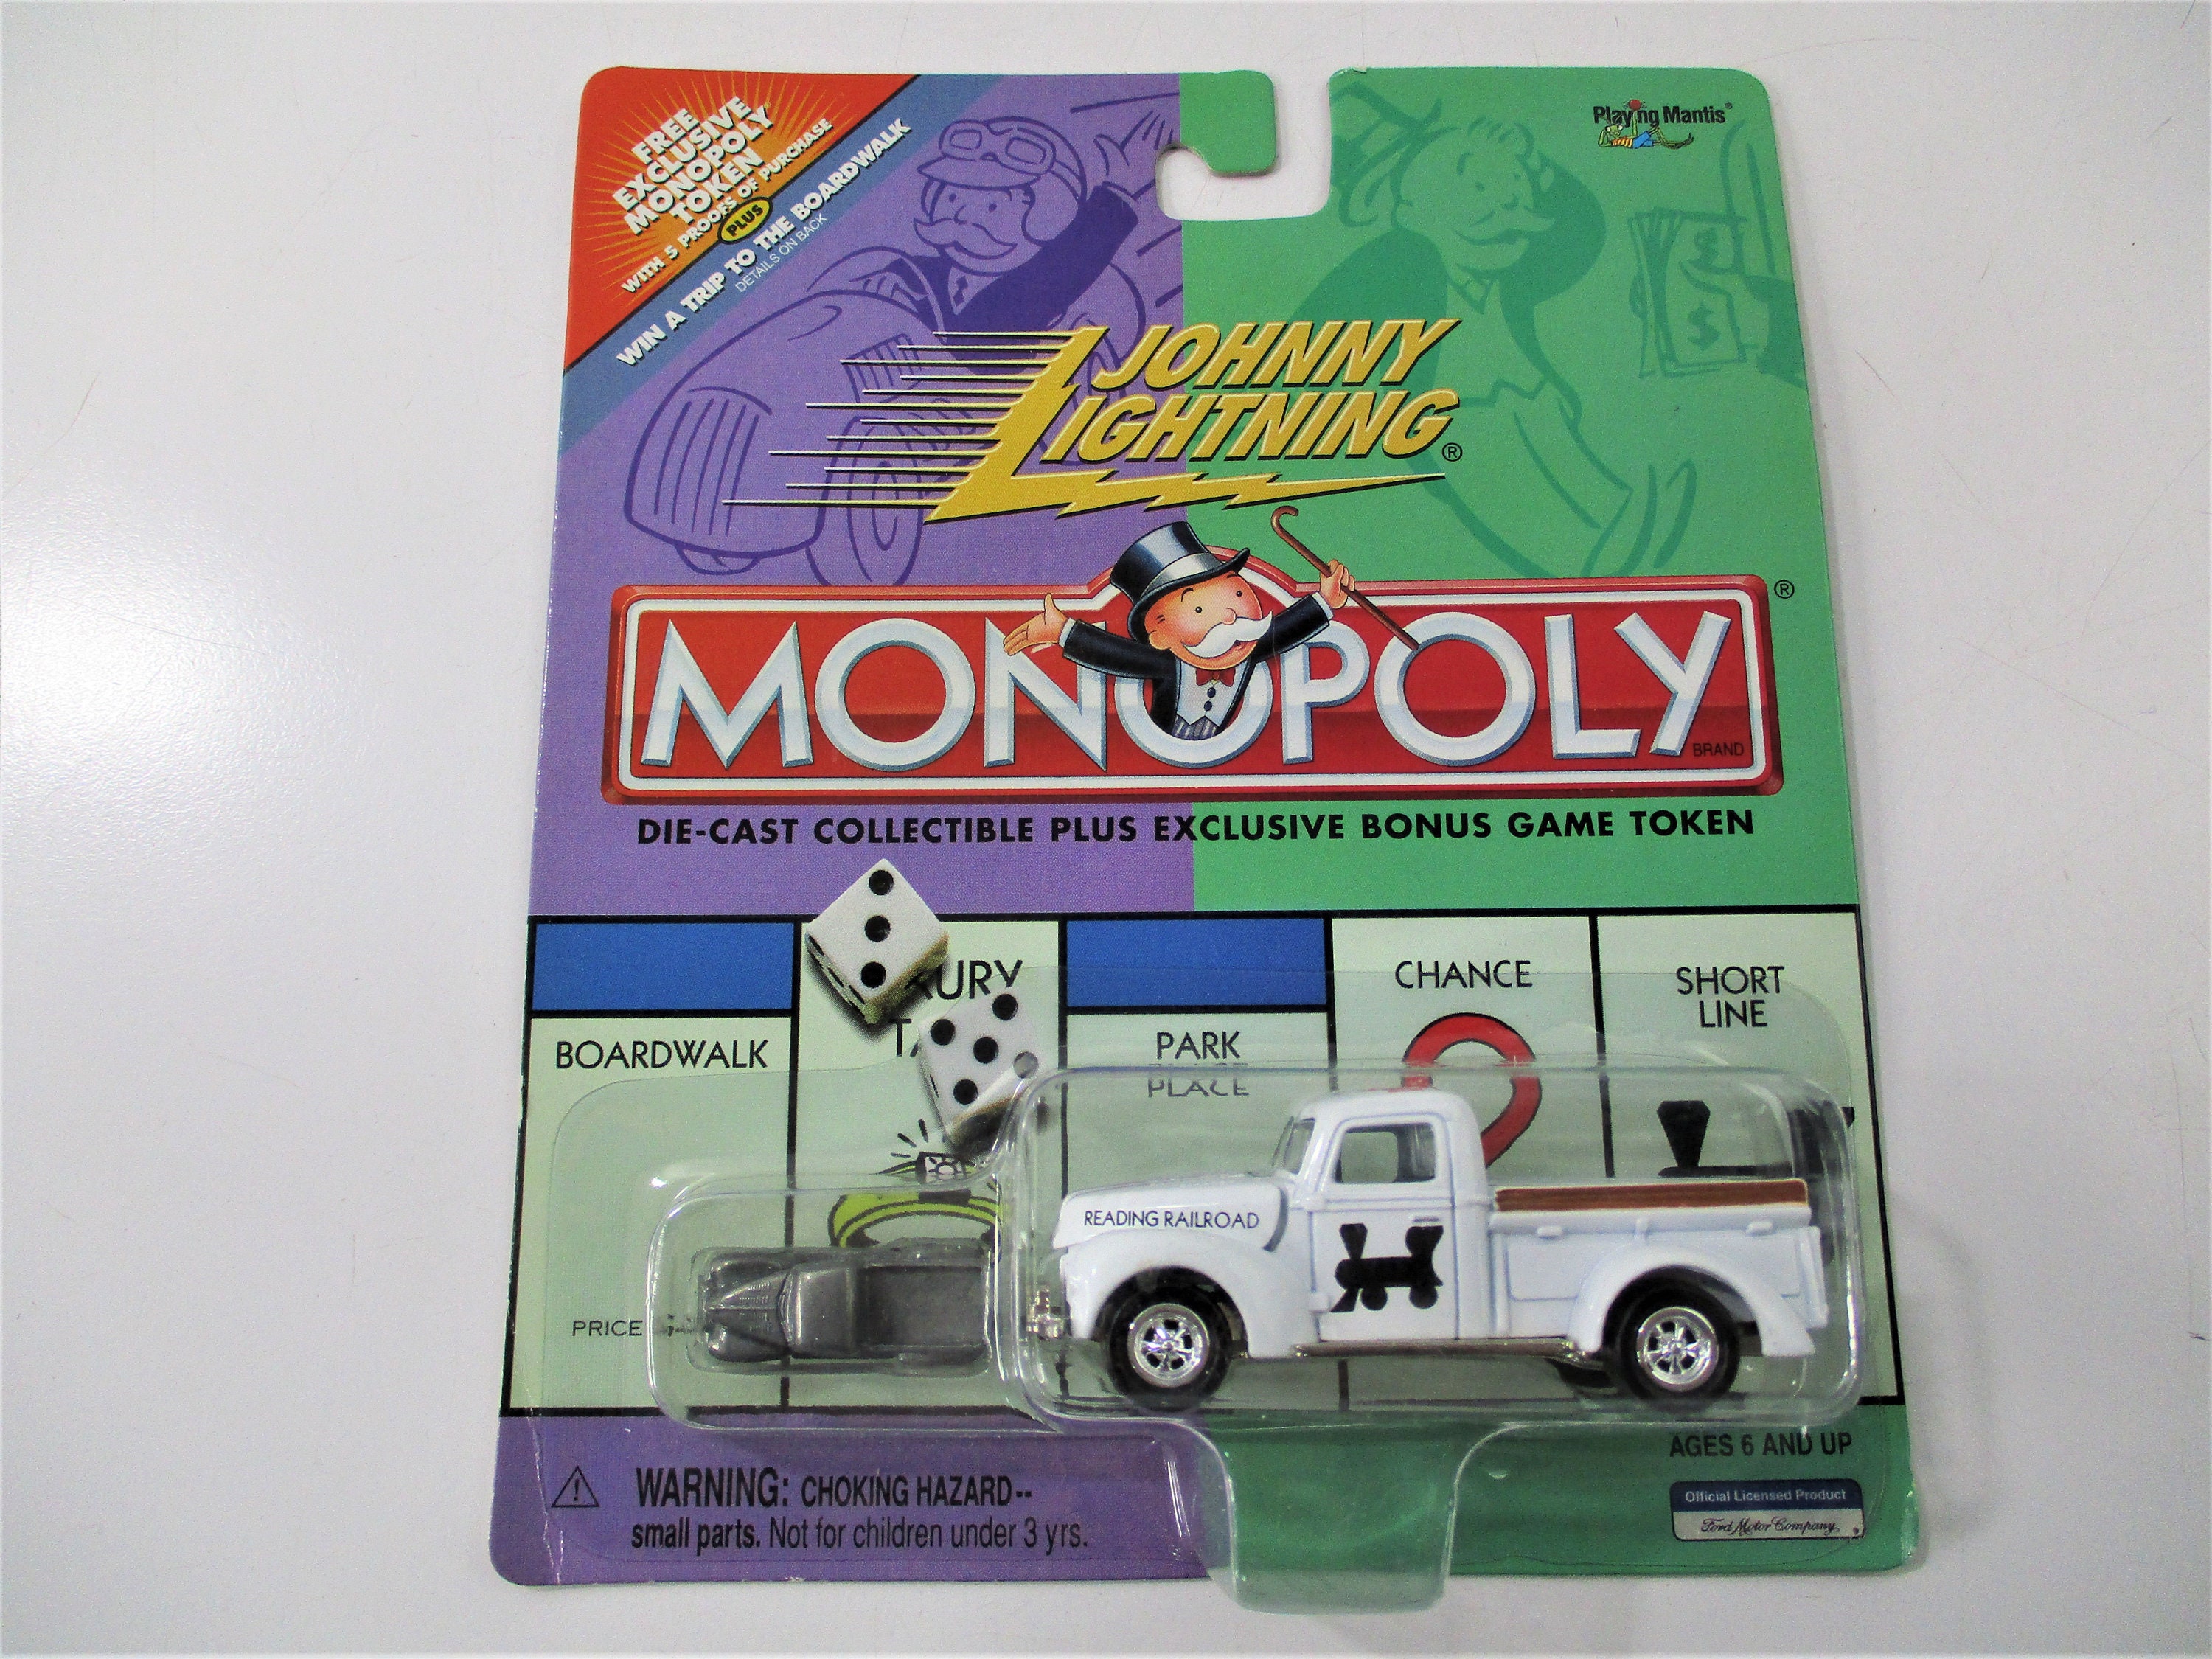 FREE
EXCLUSIVE
MONOPOLY
TOKEN
WITH 5 PROOFS OF PURCHASE
PLUS
WIN A TRIP TO THE BOARDWALK
DETAILS ON BACK
Playing Mantis®
JOHNNY
LIGHTNING®
MONOPOLY®
BRAND
DIE-CAST COLLECTIBLE PLUS EXCLUSIVE BONUS GAME TOKEN
BOARDWALK
PARK
PLACE
CHANCE
SHORT
LINE
READING RAILROAD
PRICE
AGES 6 AND UP
WARNING: CHOKING HAZARD--
small parts. Not for children under 3 yrs.
Official Licensed Product
Ford Motor Company